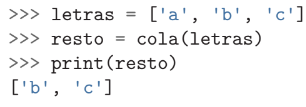 >>> letras = ['a', 'b', 'c']
>>> resto = cola(letras)
>>> print(resto)
['b', 'c']